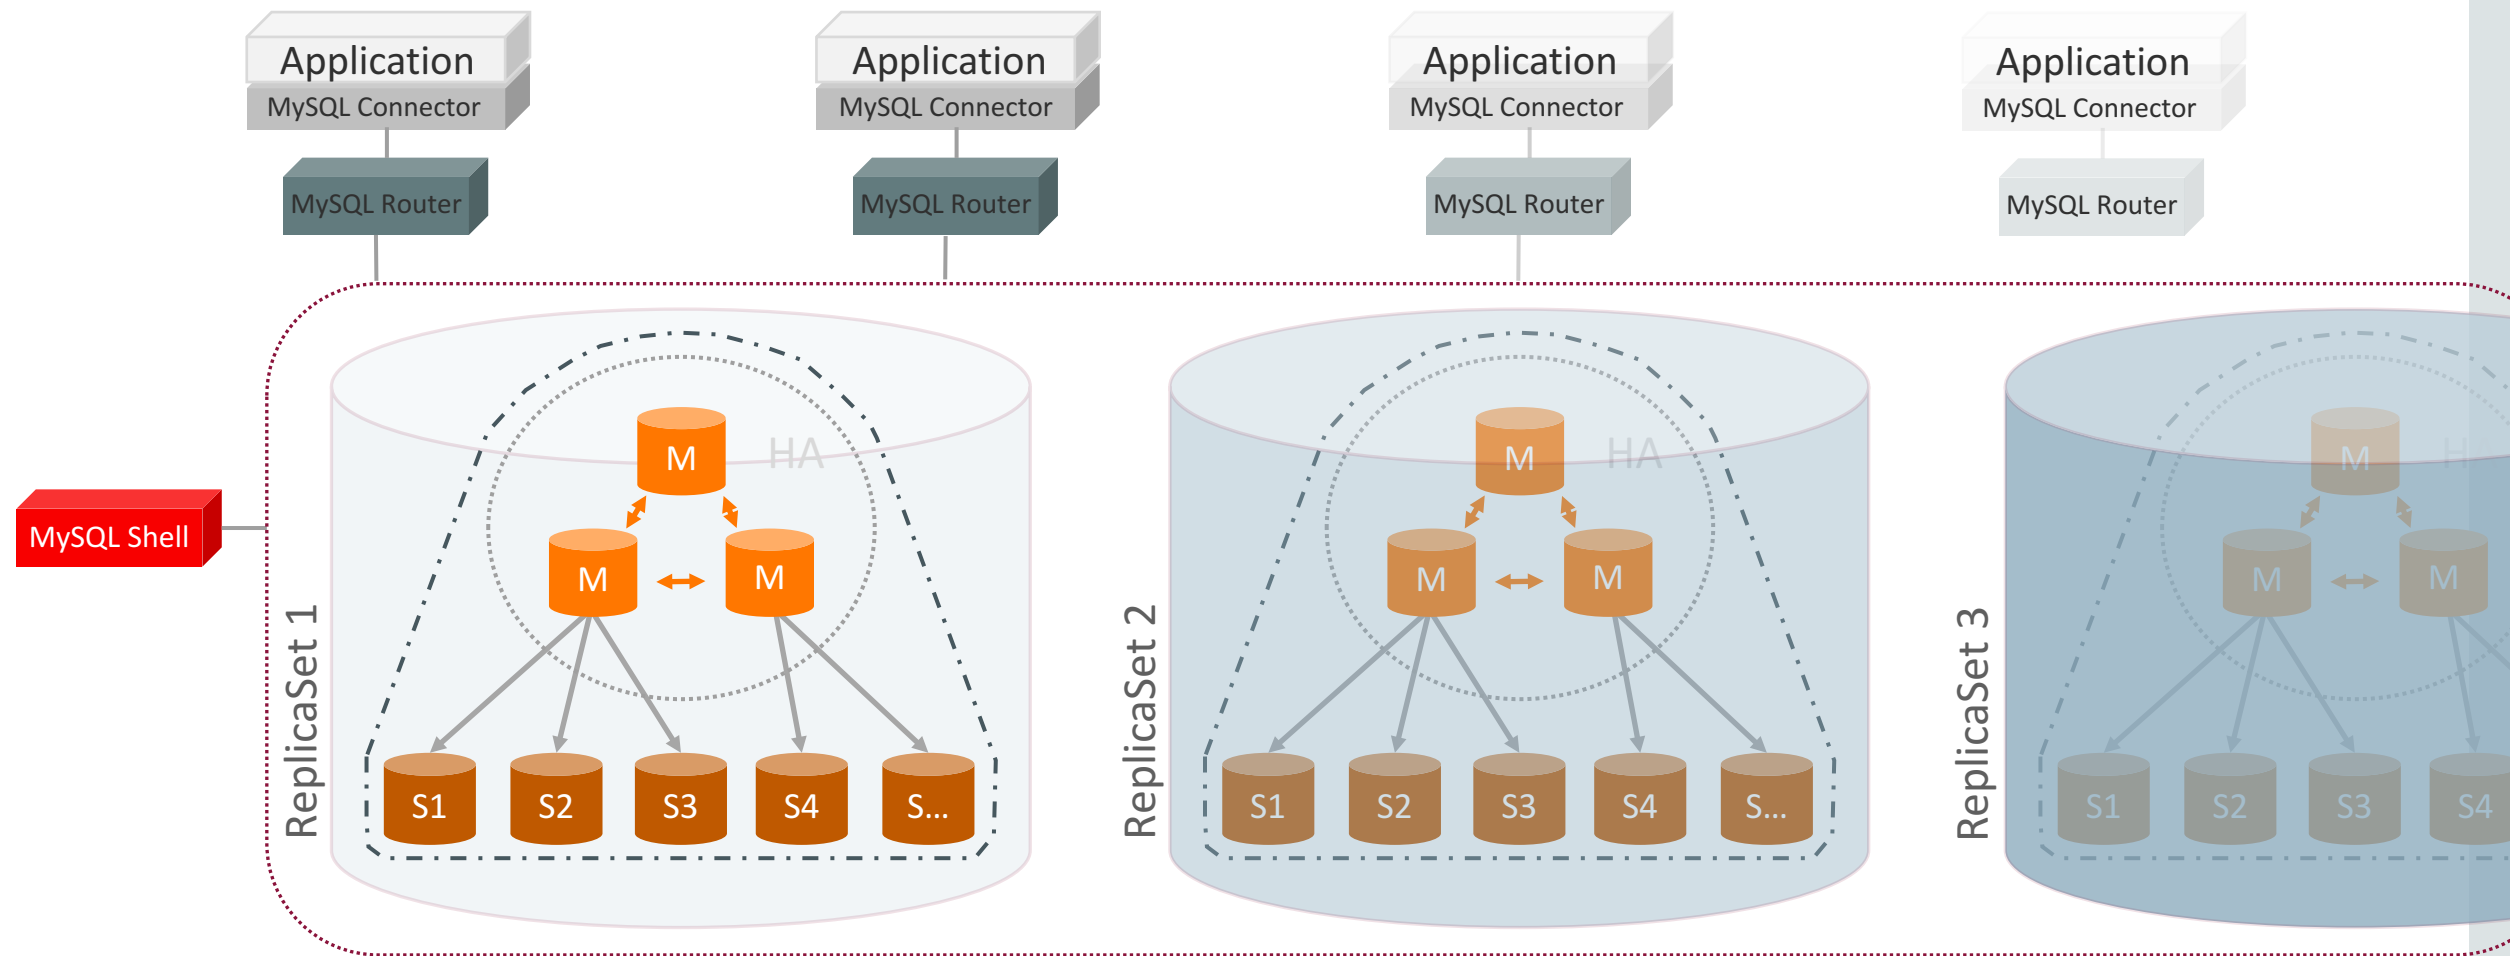 Application
MySQL Connector
MySQL Router
Application
MySQL Connector
MySQL Router
Application
MySQL Connector
MySQL Router
Application
MySQL Connector
MySQL Router
MySQL Shell
ReplicaSet 1
HA
M
M
M
S1
S2
S3
S4
S...
ReplicaSet 2
HA
M
M
M
S1
S2
S3
S4
S...
ReplicaSet 3
M
M
M
S1
S2
S3
S4